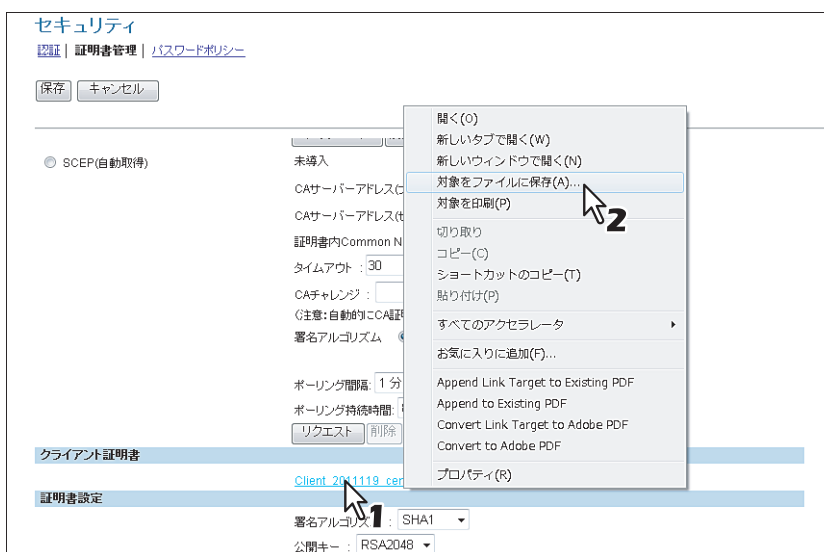 セキュリティ
認証 | 証明書管理 | パスワードポリシー
保存 キャンセル
SCEP(自動取得)
未導入
CAサーバーアドレス(
CAサーバーアドレス(
証明書内Common N
タイムアウト : 30
CAチャレンジ :
(注意:自動的にCA証
署名アルゴリズム
ポーリング間隔: 1 分
ポーリング持続時間:
リクエスト 削除
開く(O)
新しいタブで開く(W)
新しいウィンドウで開く(N)
対象をファイルに保存(A)...
対象を印刷(P)
2
切り取り
コピー(C)
ショートカットのコピー(T)
貼り付け(P)
すべてのアクセラレータ
お気に入りに追加(F)...
Append Link Target to Existing PDF
Append to Existing PDF
Convert Link Target to Adobe PDF
Convert to Adobe PDF
プロパティ(R)
クライアント証明書
Client_2011119_cer
1
証明書設定
署名アルゴリズ : SHA1
公開キー : RSA2048